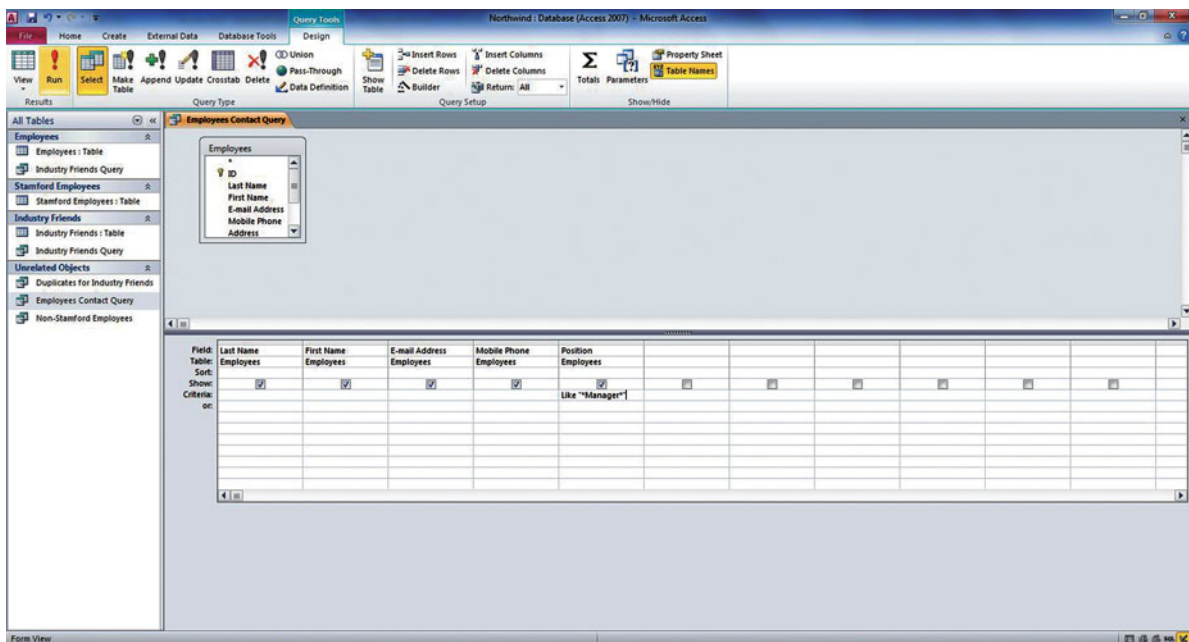 Query Tools
Northwind : Database (Access 2007) - Microsoft Access
File Home Create External Data Database Tools Design
View
Run
Select
Make Table
Append
Update
Crosstab
Delete
Union
Pass-Through
Data Definition
Show Table
Insert Rows
Delete Rows
Builder
Insert Columns
Delete Columns
Return: All
Totals
Parameters
Property Sheet
Table Names
Results Query Type Query Setup Show/Hide
All Tables
Employees
Employees : Table
Industry Friends Query
Stamford Employees
Stamford Employees : Table
Industry Friends
Industry Friends : Table
Industry Friends Query
Unrelated Objects
Duplicates for Industry Friends
Employees Contact Query
Non-Stamford Employees
Employees Contact Query
Employees
*
ID
Last Name
First Name
E-mail Address
Mobile Phone
Address
Field: Last Name First Name E-mail Address Mobile Phone Position
Table: Employees Employees Employees Employees Employees
Sort:
Show:
Criteria: Like "*Manager*"
or:
Form View
SQL